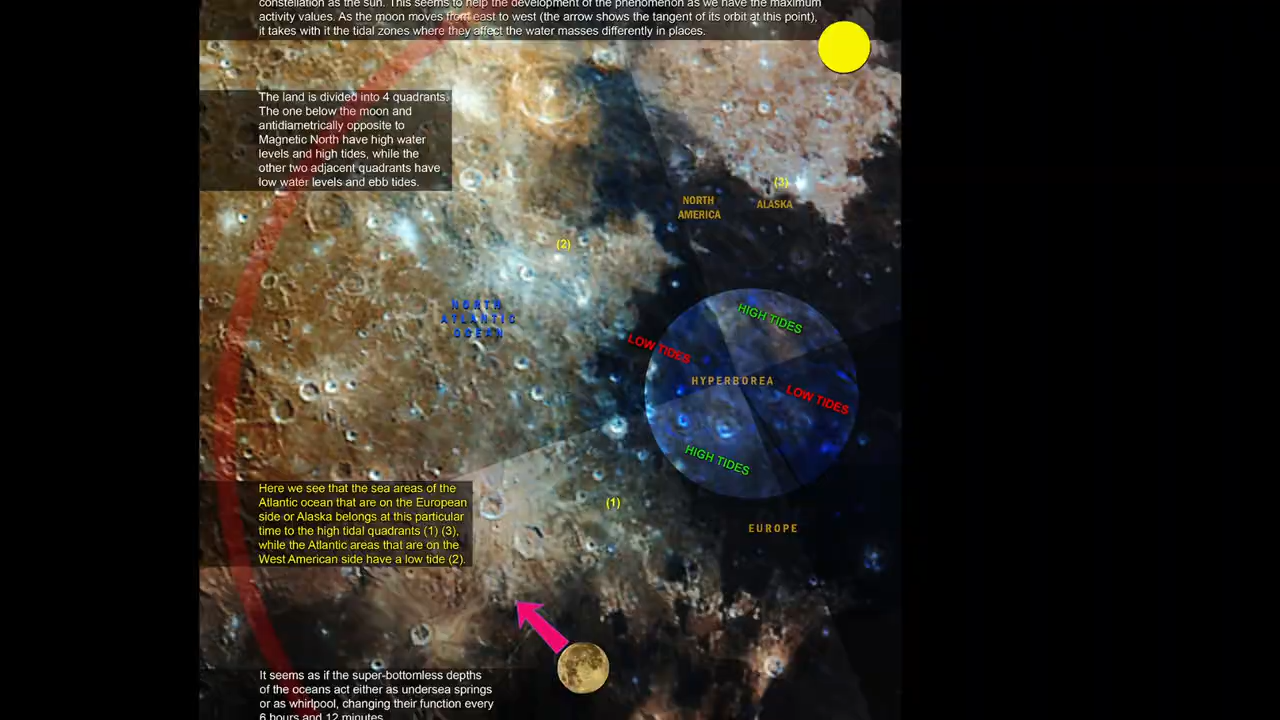 constellation as the sun. This seems to help the development of the phenomenon as we have the maximum
activity values. As the moon moves from east to west (the arrow shows the tangent of its orbit at this point),
it takes with it the tidal zones where they affect the water masses differently in places.
The land is divided into 4 quadrants.
The one below the moon and
antidiametrically opposite to
Magnetic North have high water
levels and high tides, while the
other two adjacent quadrants have
low water levels and ebb tides.
(3)
NORTH
AMERICA
ALASKA
(2)
NORTH
ATLANTIC
OCEAN
HIGH TIDES
LOW TIDES
HYPERBOREA
LOW TIDES
HIGH TIDES
Here we see that the sea areas of the
Atlantic ocean that are on the European
side or Alaska belongs at this particular
time to the high tidal quadrants (1) (3),
while the Atlantic areas that are on the
West American side have a low tide (2).
(1)
EUROPE
It seems as if the super-bottomless depths
of the oceans act either as undersea springs
or as whirlpool, changing their function every
6 hours and 12 minutes